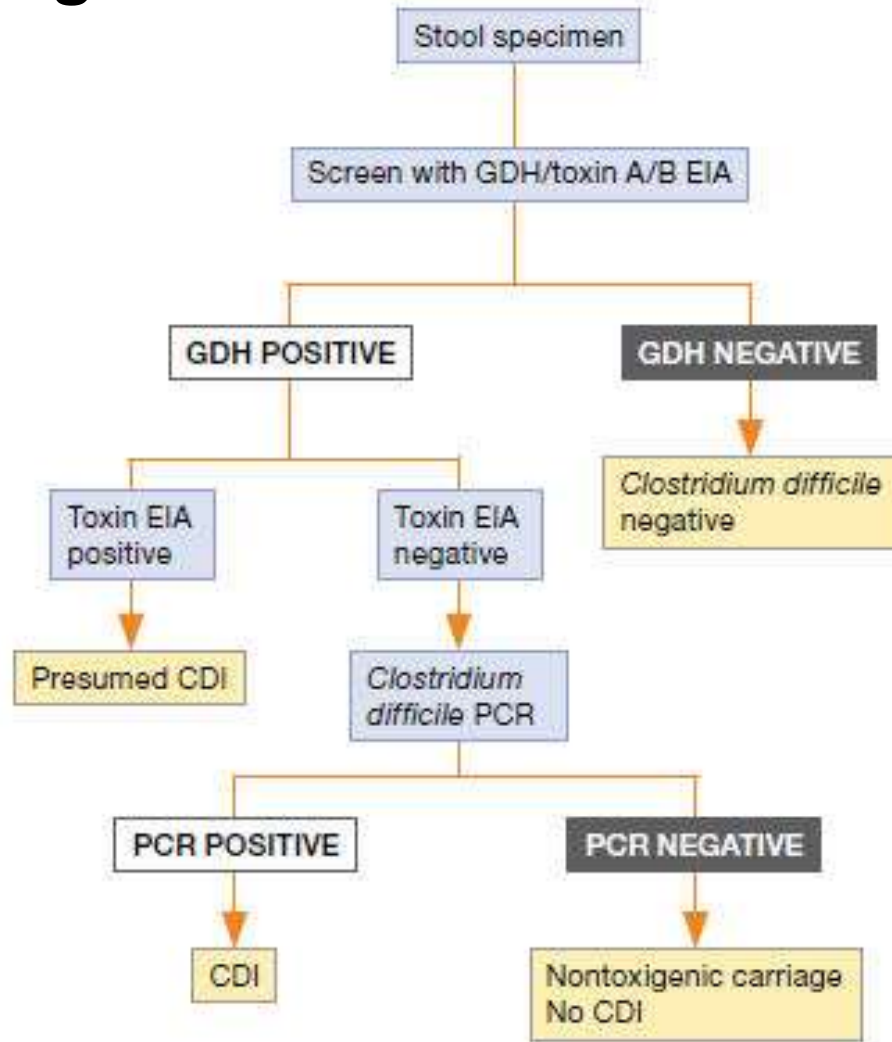 Stool specimen
Screen with GDH/toxin A/B EIA
GDH POSITIVE
GDH NEGATIVE
Clostridium difficile
negative
Toxin EIA
positive
Toxin EIA
negative
Presumed CDI
Clostridium
difficile PCR
PCR POSITIVE
PCR NEGATIVE
CDI
Nontoxigenic carriage
No CDI